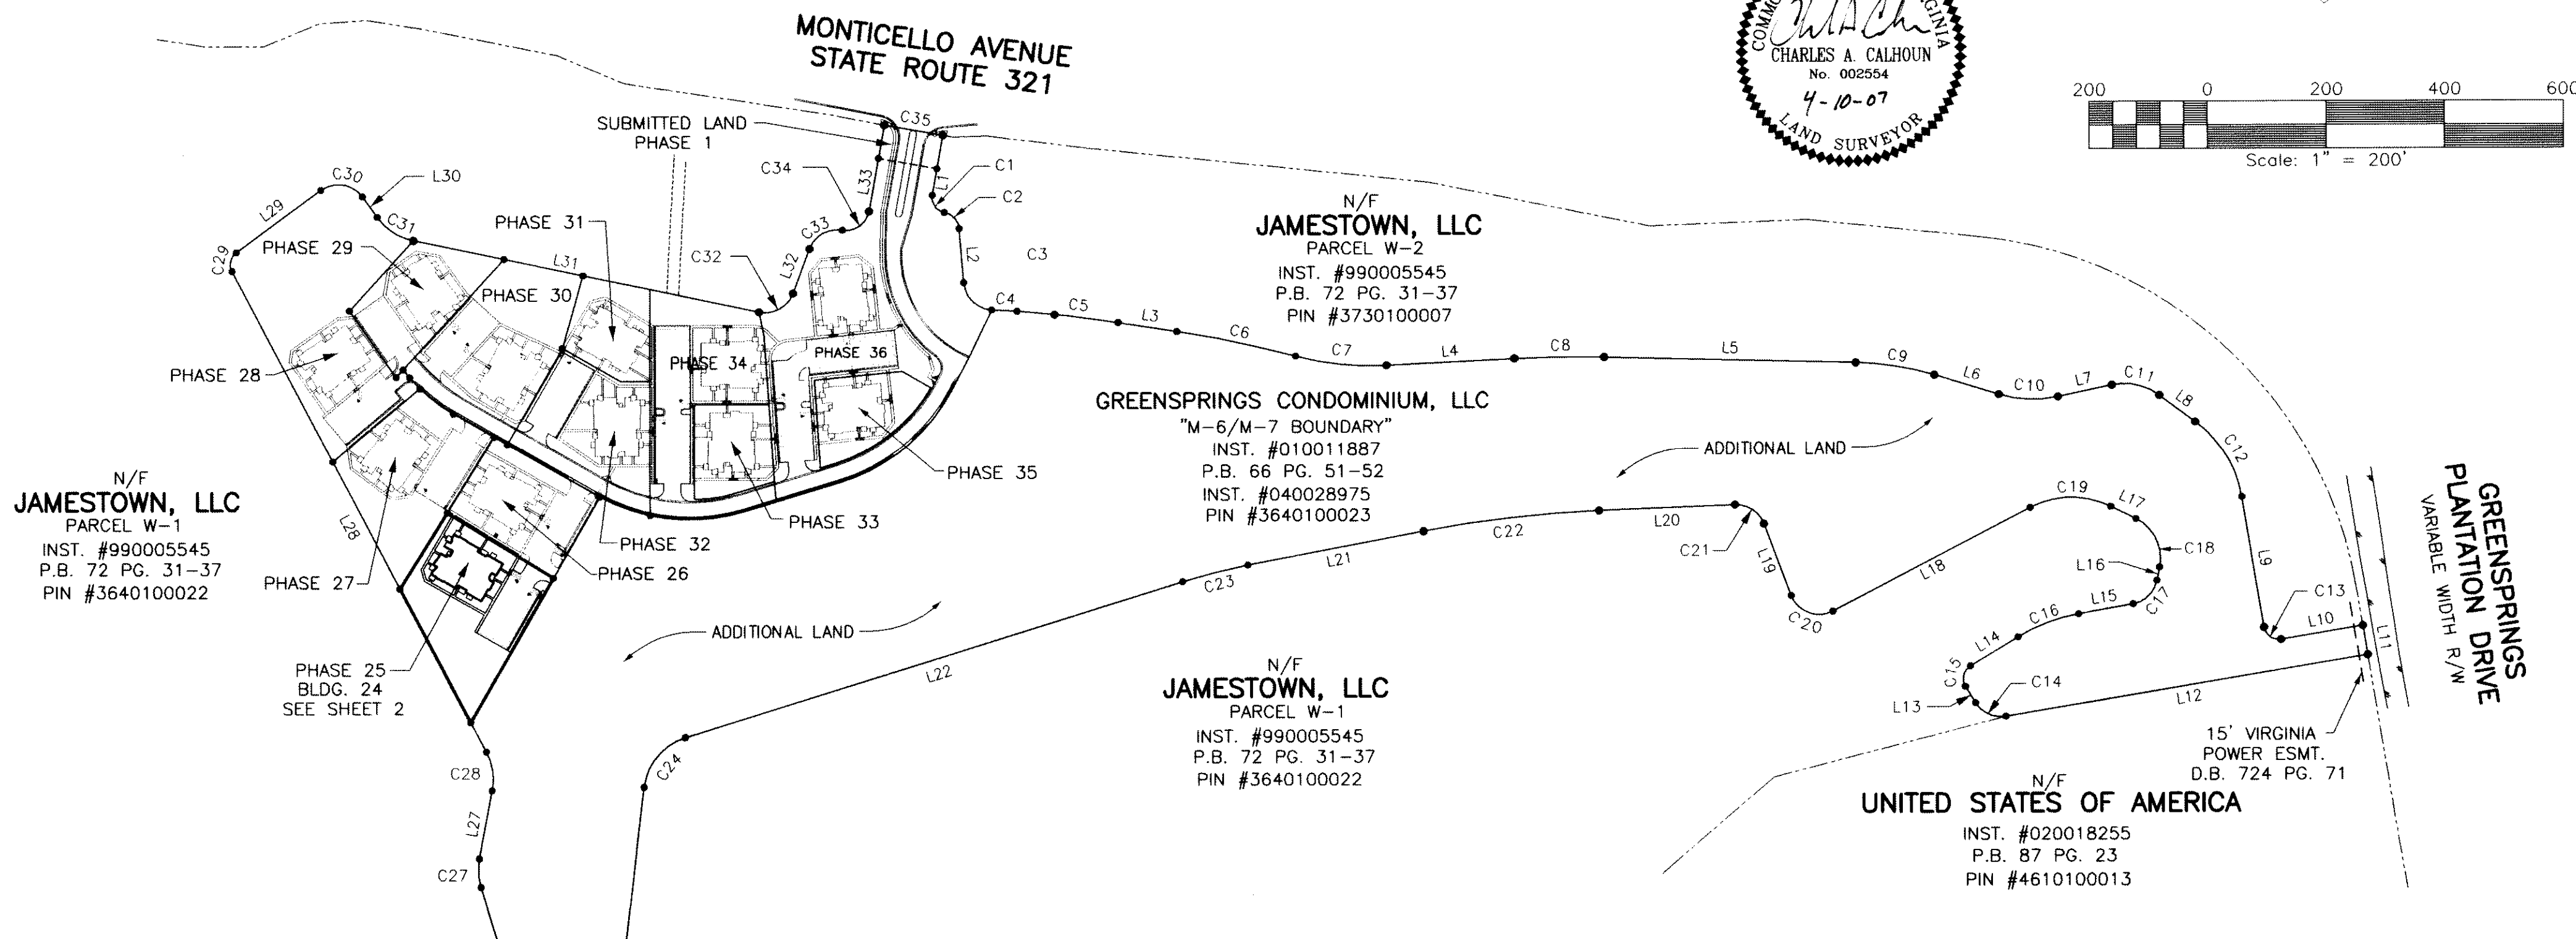 MONTICELLO AVENUE
STATE ROUTE 321
GINIA
CHARLES A. CALHOUN
No. 002554
4-10-07
LAND SURVEYOR
200 0 200 400 600
Scale: 1" = 200'
SUBMITTED LAND
PHASE 1
C35
C34
L33
C1
L1
C2
C33
L2
C3
C32
L32
C30
L30
L29
C31
PHASE 31
PHASE 29
C29
L31
PHASE 30
PHASE 28
PHASE 34
PHASE 36
C4
C5
L3
C6
C7
L4
C8
L5
C9
L6
C10
L7
C11
L8
C12
N/F
JAMESTOWN, LLC
PARCEL W-2
INST. #990005545
P.B. 72 PG. 31-37
PIN #3730100007
GREENSPRINGS CONDOMINIUM, LLC
"M-6/M-7 BOUNDARY"
INST. #010011887
P.B. 66 PG. 51-52
INST. #040028975
PIN #3640100023
ADDITIONAL LAND
PHASE 35
PHASE 33
PHASE 32
PHASE 26
PHASE 27
L28
N/F
JAMESTOWN, LLC
PARCEL W-1
INST. #990005545
P.B. 72 PG. 31-37
PIN #3640100022
PHASE 25
BLDG. 24
SEE SHEET 2
ADDITIONAL LAND
L22
C23
L21
C22
L20
C21
L19
C20
L18
C19
L17
C18
L16
C17
L15
C16
L14
C15
L13
C14
L12
L9
C13
L10
L11
GREENSPRINGS
PLANTATION DRIVE
VARIABLE WIDTH R/W
15' VIRGINIA
POWER ESMT.
D.B. 724 PG. 71
N/F
JAMESTOWN, LLC
PARCEL W-1
INST. #990005545
P.B. 72 PG. 31-37
PIN #3640100022
N/F
UNITED STATES OF AMERICA
INST. #020018255
P.B. 87 PG. 23
PIN #4610100013
C24
C28
L27
C27